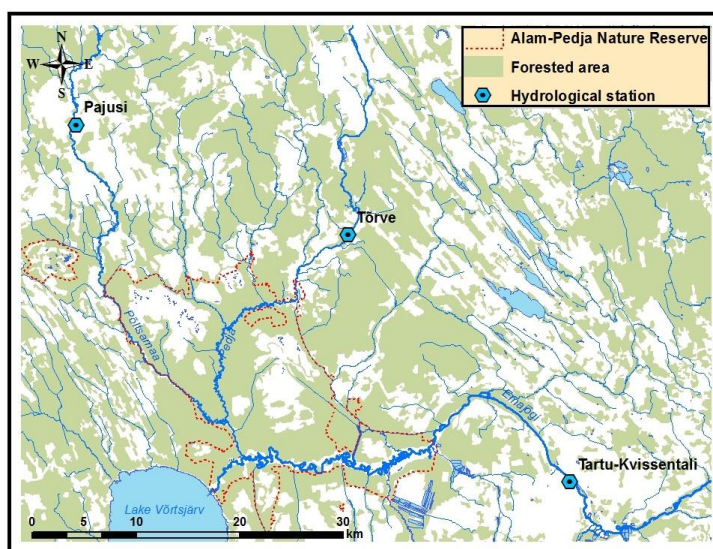 N
W E
S
Alam-Pedja Nature Reserve
Forested area
Hydrological station
Pajusi
Tõrve
Põltsamaa
Pedja
Emajõgi
Tartu-Kvissentali
Lake Võrtsjärv
0 5 10 20 30
km